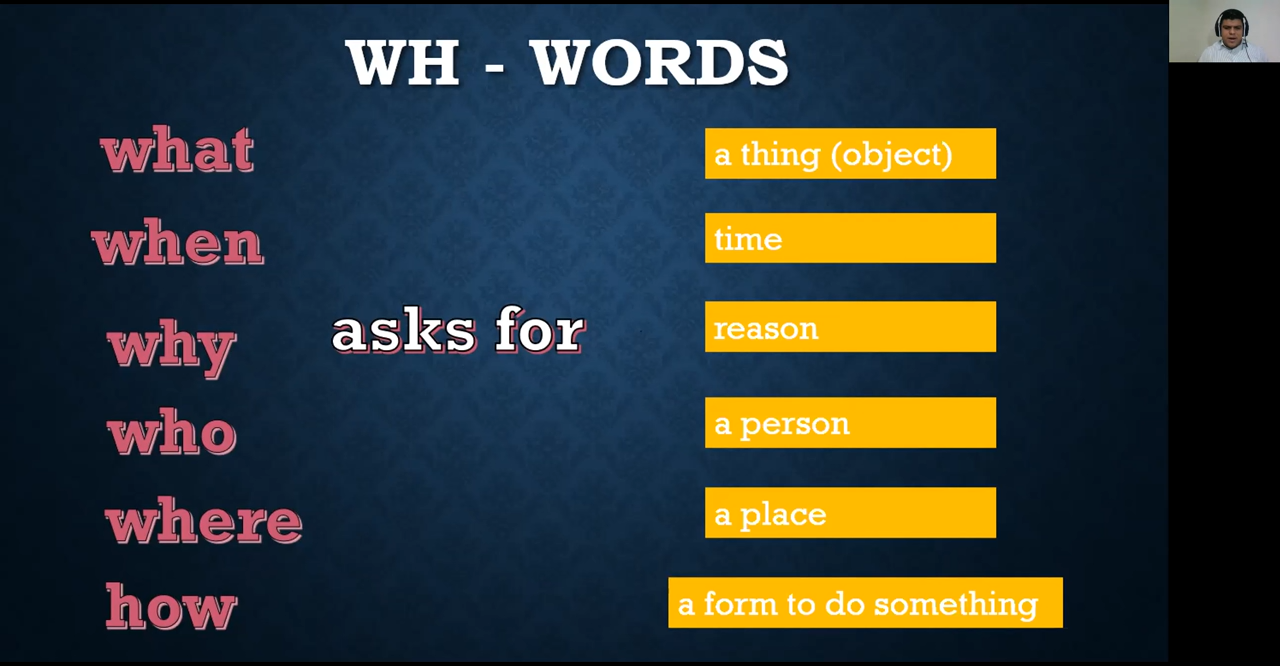 WH - WORDS
what
a thing (object)
when
time
why
asks for
reason
who
a person
where
a place
how
a form to do something